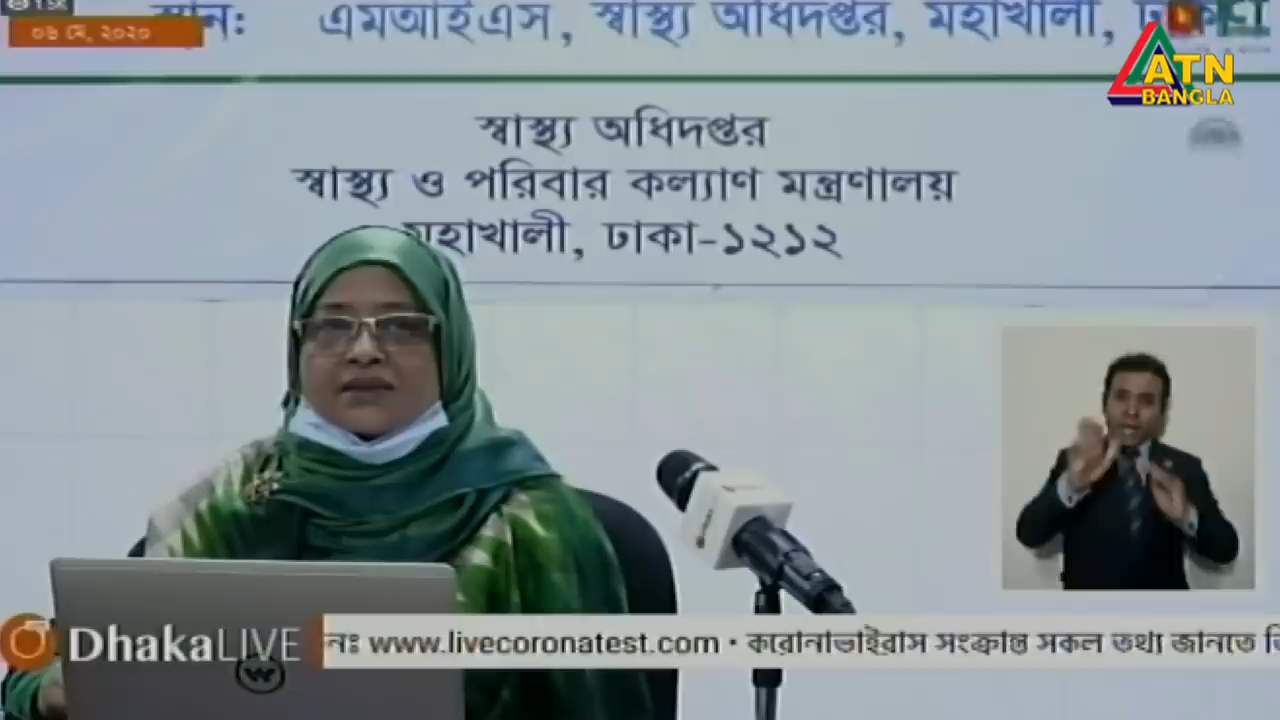 স্থান: এমআইএস, স্বাস্থ্য অধিদপ্তর, মহাখালী, ঢাকা
০৬ মে, ২০২০
ATN
BANGLA
স্বাস্থ্য অধিদপ্তর
স্বাস্থ্য ও পরিবার কল্যাণ মন্ত্রণালয়
মহাখালী, ঢাকা-১২১২
DhakaLIVE
নঃ www.livecoronatest.com • করোনাভাইরাস সংক্রান্ত সকল তথ্য জানতে